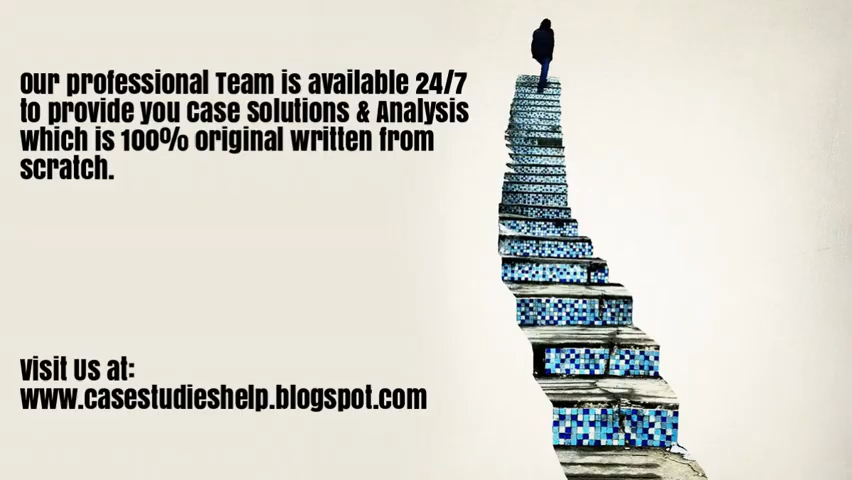 Our professional Team is available 24/7
to provide you Case Solutions & Analysis
which is 100% original written from
scratch.
Visit Us at:
www.casestudieshelp.blogspot.com